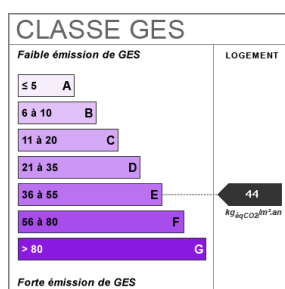 CLASSE GES
Faible émission de GES
LOGEMENT
≤ 5 A
6 à 10 B
11 à 20 C
21 à 35 D
36 à 55 E
44
kgéqCO2/m².an
56 à 80 F
> 80 G
Forte émission de GES